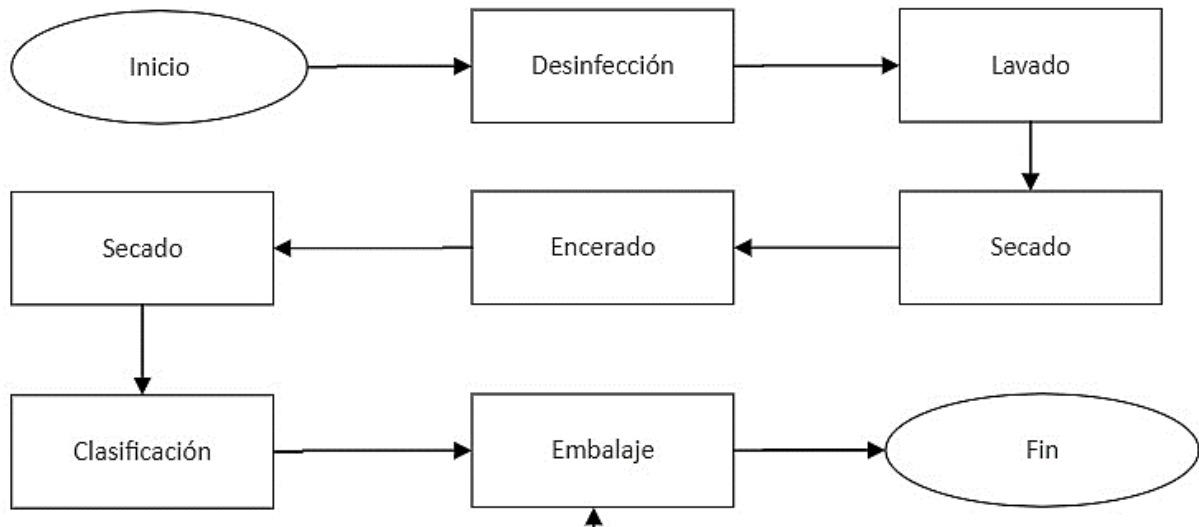 Inicio
Desinfección
Lavado
Secado
Encerado
Secado
Clasificación
Embalaje
Fin